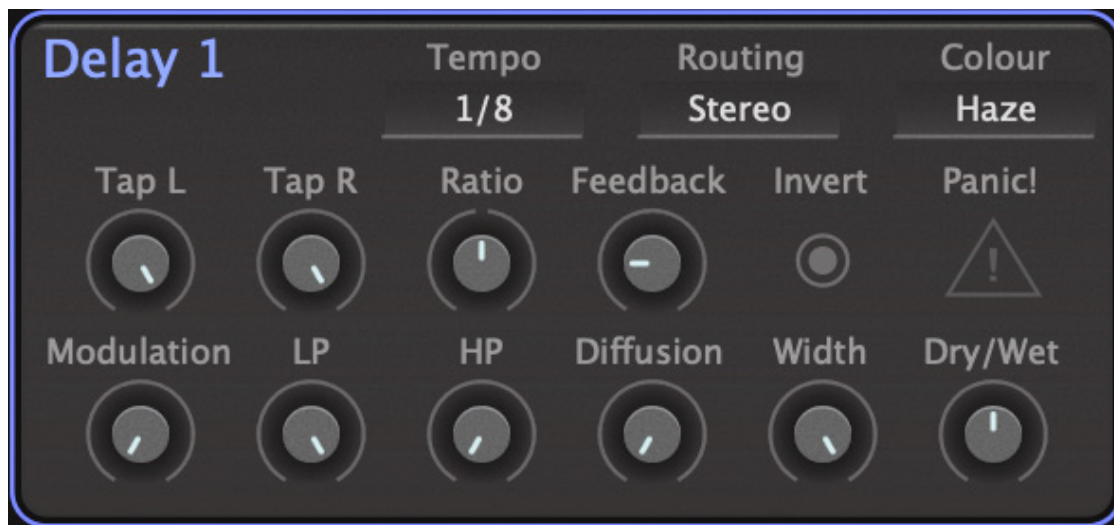 Delay 1
Tempo Routing Colour
1/8 Stereo Haze
Tap L Tap R Ratio Feedback Invert Panic!
!
Modulation LP HP Diffusion Width Dry/Wet